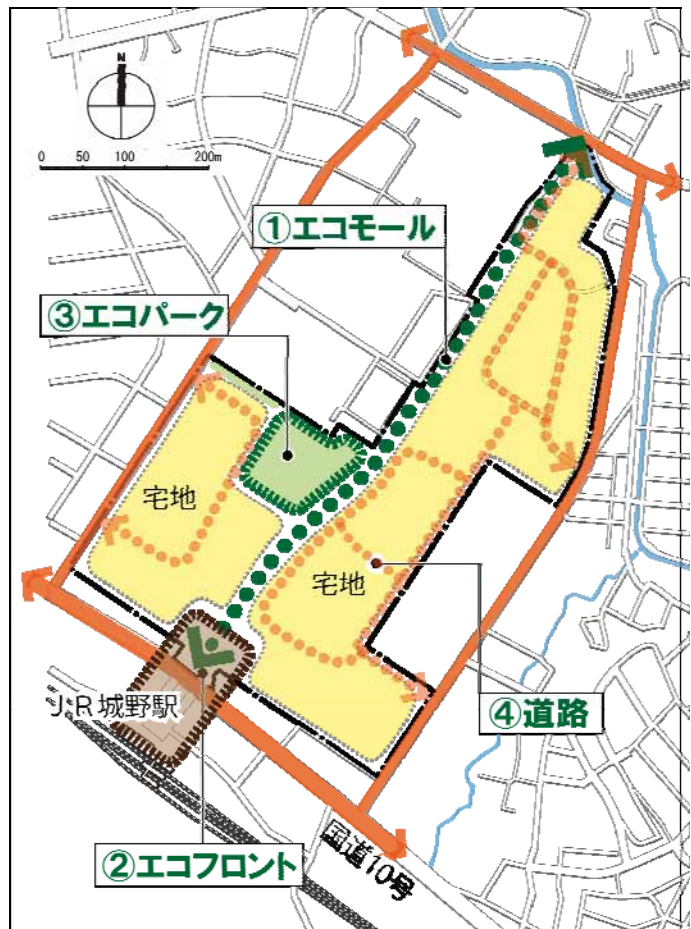 N
0 50 100 200m
①エコモール
③エコパーク
宅地
宅地
JR城野駅
④道路
②エコフロント
国道10号